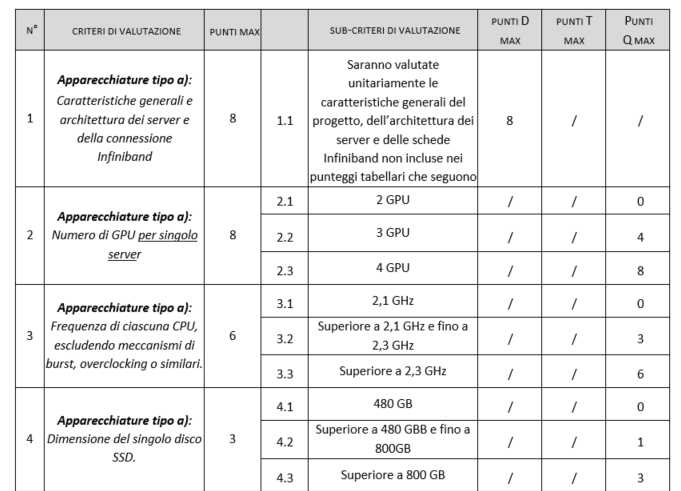 N° CRITERI DI VALUTAZIONE PUNTI MAX SUB-CRITERI DI VALUTAZIONE PUNTI D MAX PUNTI T MAX PUNTI Q MAX
1
Apparecchiature tipo a):
Caratteristiche generali e
architettura dei server e
della connessione
Infiniband
8
1.1
Saranno valutate
unitariamente le
caratteristiche generali del
progetto, dell'architettura dei
server e delle schede
Infiniband non incluse nei
punteggi tabellari che seguono
8 / /
2
Apparecchiature tipo a):
Numero di GPU per singolo
server
8
2.1 2 GPU / / 0
2.2 3 GPU / / 4
2.3 4 GPU / / 8
3
Apparecchiature tipo a):
Frequenza di ciascuna CPU,
escludendo meccanismi di
burst, overclocking o similari.
6
3.1 2,1 GHz / / 0
3.2 Superiore a 2,1 GHz e fino a
2,3 GHz / / 3
3.3 Superiore a 2,3 GHz / / 6
4
Apparecchiature tipo a):
Dimensione del singolo disco
SSD.
3
4.1 480 GB / / 0
4.2 Superiore a 480 GBB e fino a
800GB / / 1
4.3 Superiore a 800 GB / / 3